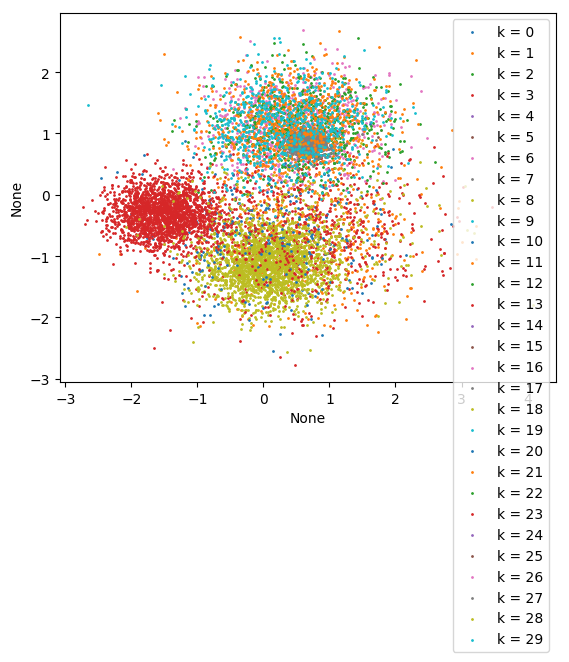 2
1
0
−1
−2
−3
None
−3
−2
−1
0
1
2
3
4
None
k = 0
k = 1
k = 2
k = 3
k = 4
k = 5
k = 6
k = 7
k = 8
k = 9
k = 10
k = 11
k = 12
k = 13
k = 14
k = 15
k = 16
k = 17
k = 18
k = 19
k = 20
k = 21
k = 22
k = 23
k = 24
k = 25
k = 26
k = 27
k = 28
k = 29